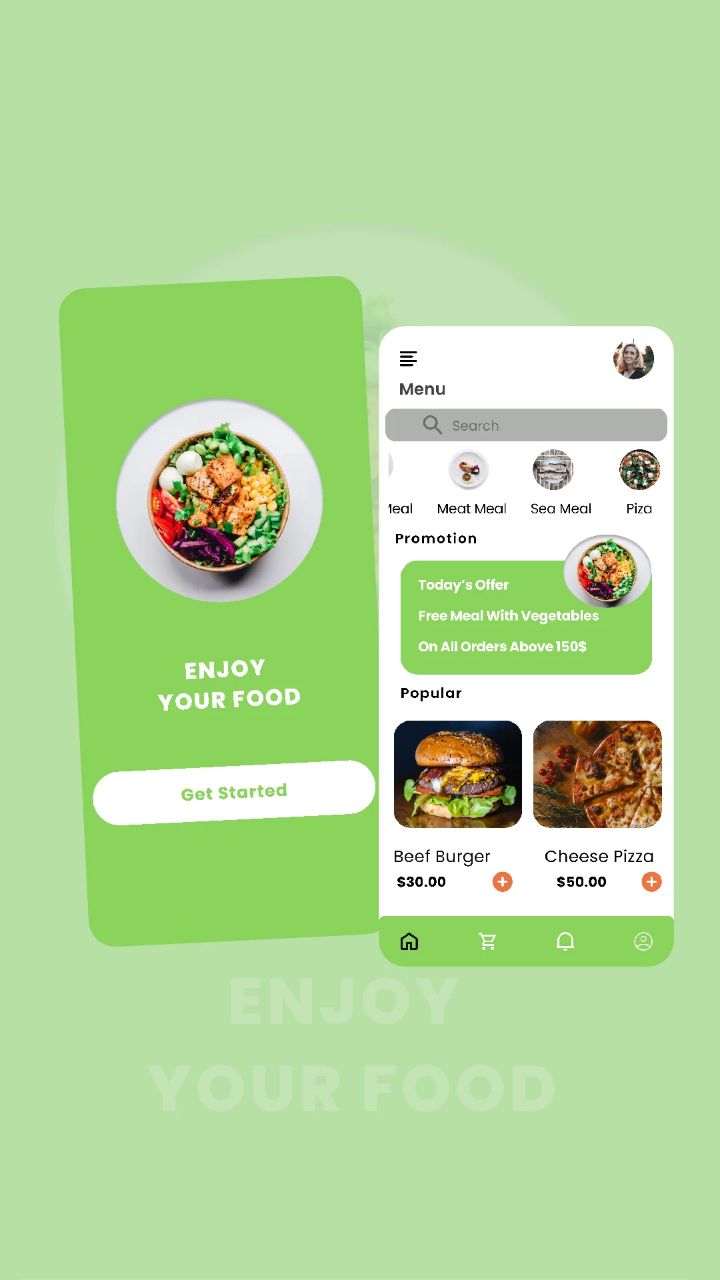 ENJOY
YOUR FOOD
Get Started
Menu
Search
Meal
Meat Meal
Sea Meal
Piza
Promotion
Today's Offer
Free Meal With Vegetables
On All Orders Above 150$
Popular
Beef Burger
Cheese Pizza
$30.00
$50.00
ENJOY
YOUR FOOD